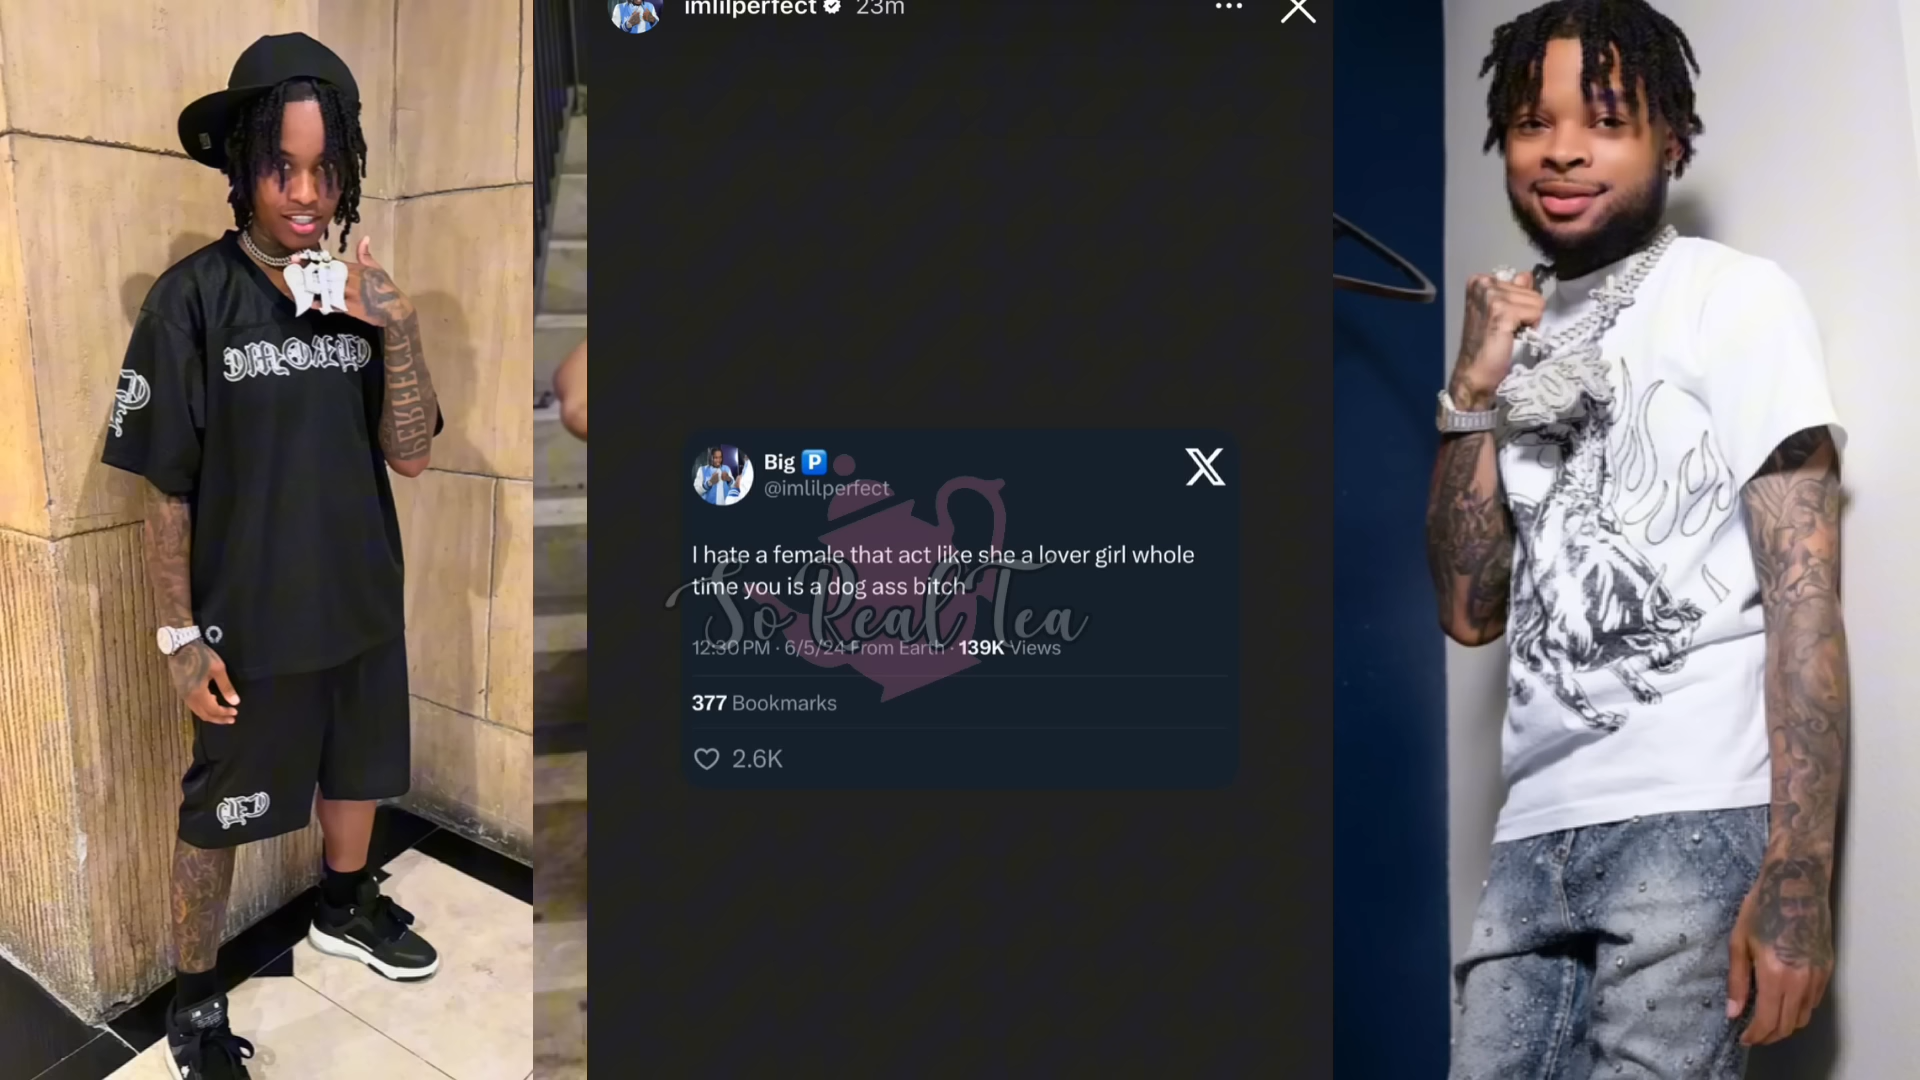 imlilperfect 23m
Big P
@imlilperfect
I hate a female that act like she a lover girl whole
time you is a dog ass bitch
So Real Tea
12:30 PM · 6/5/24 From Earth · 139K Views
377 Bookmarks
2.6K
PERFECT